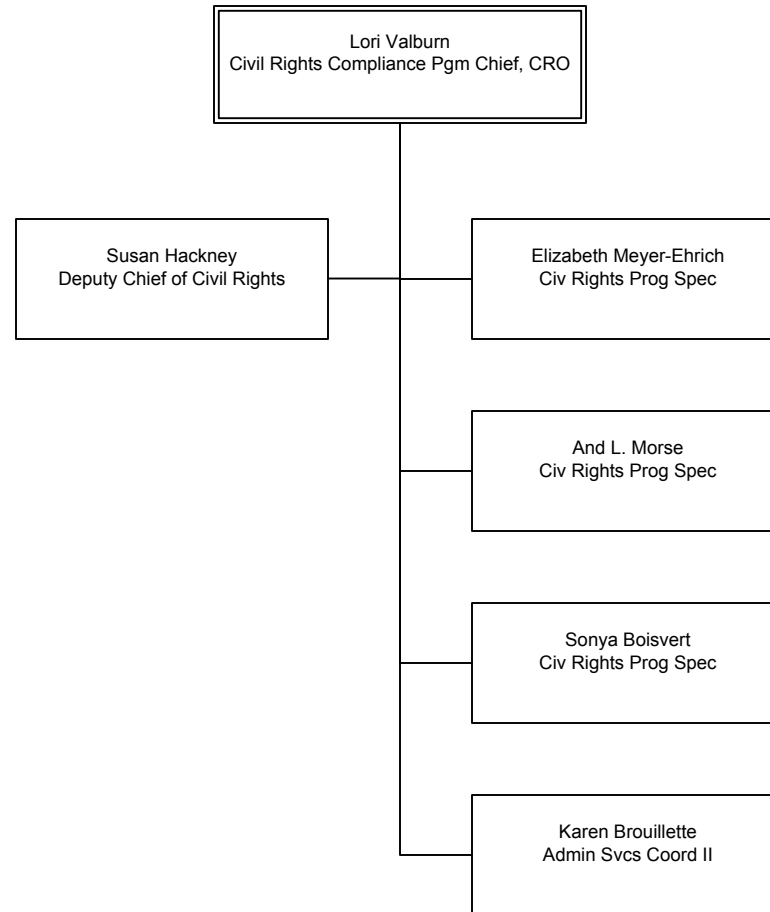 Lori Valburn
Civil Rights Compliance Pgm Chief, CRO
Susan Hackney
Deputy Chief of Civil Rights
Elizabeth Meyer-Ehrich
Civ Rights Prog Spec
And L. Morse
Civ Rights Prog Spec
Sonya Boisvert
Civ Rights Prog Spec
Karen Brouillette
Admin Svcs Coord II